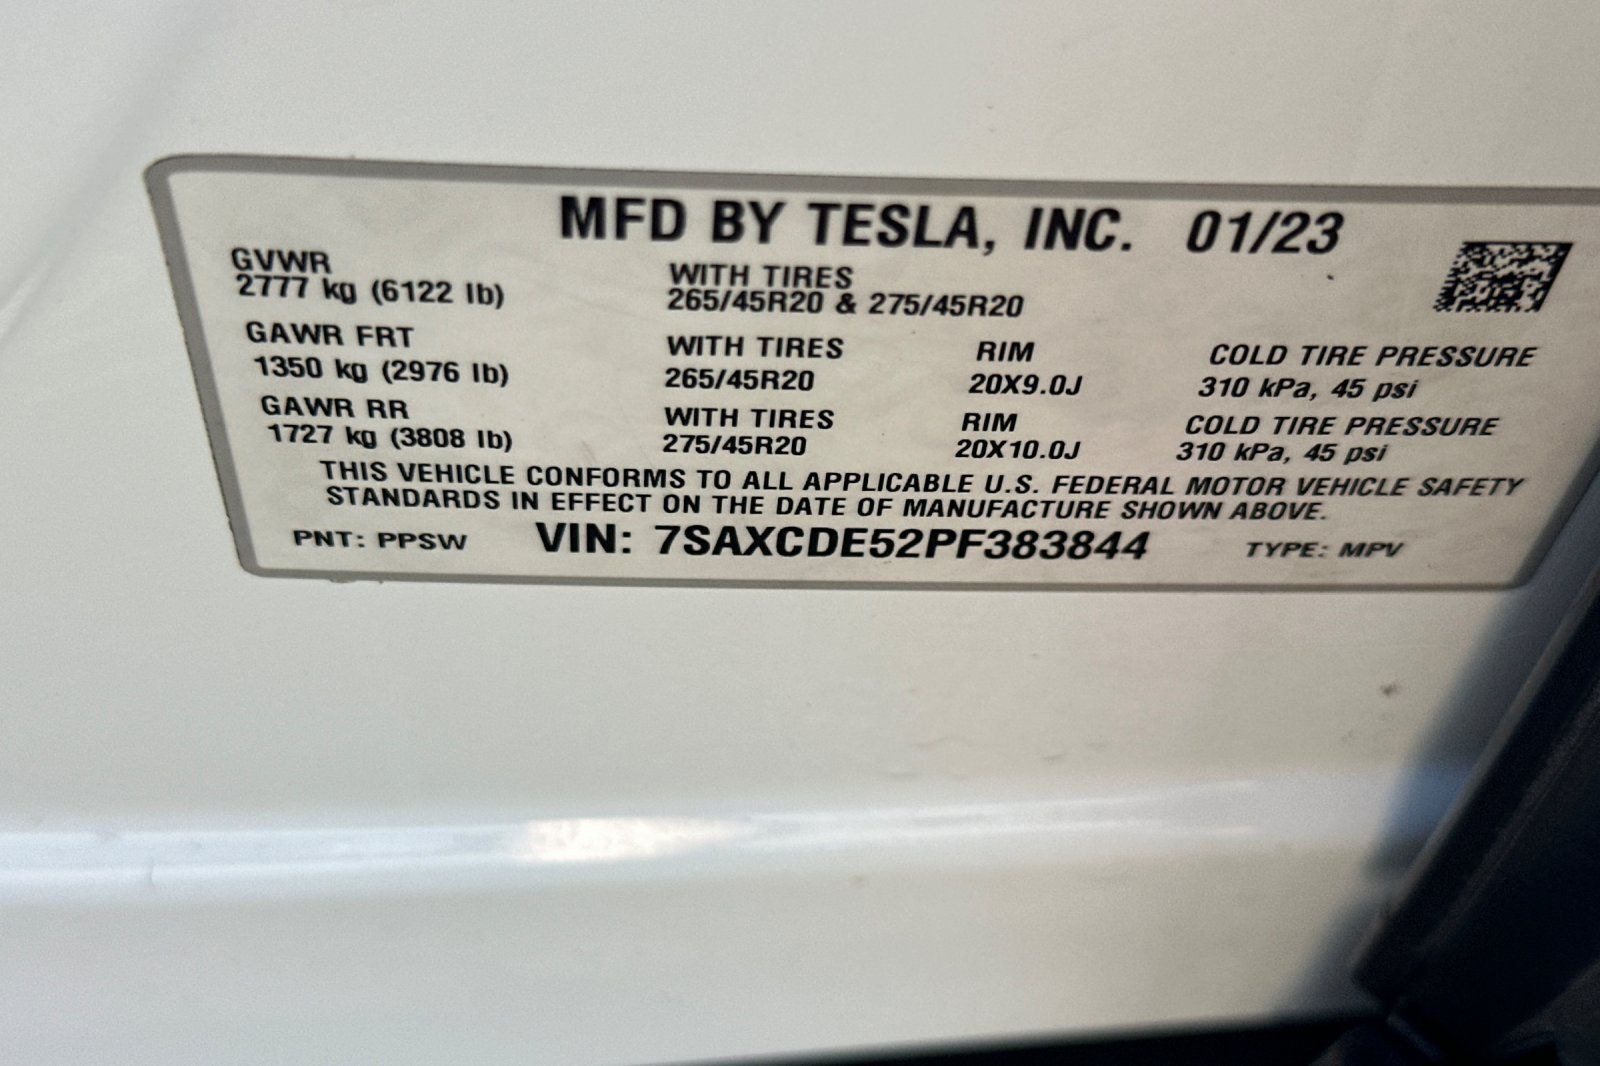 MFD BY TESLA, INC. 01/23
GVWR
2777 kg (6122 lb)
WITH TIRES
265/45R20 & 275/45R20
GAWR FRT
1350 kg (2976 lb)
WITH TIRES
265/45R20
RIM
20X9.0J
COLD TIRE PRESSURE
310 kPa, 45 psi
GAWR RR
1727 kg (3808 lb)
WITH TIRES
275/45R20
RIM
20X10.0J
COLD TIRE PRESSURE
310 kPa, 45 psi
THIS VEHICLE CONFORMS TO ALL APPLICABLE U.S. FEDERAL MOTOR VEHICLE SAFETY
STANDARDS IN EFFECT ON THE DATE OF MANUFACTURE SHOWN ABOVE.
PNT: PPSW VIN: 7SAXCDE52PF383844 TYPE: MPV